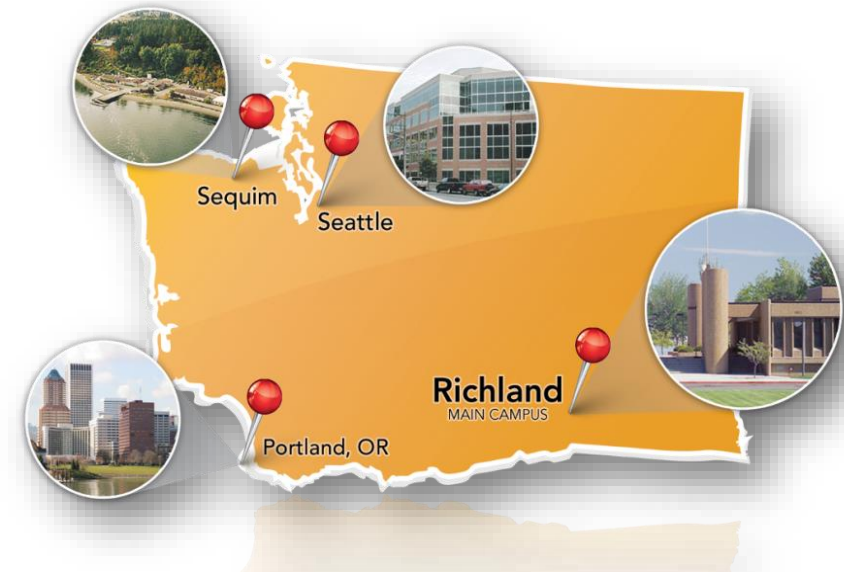 Sequim
Seattle
Richland
MAIN CAMPUS
Portland, OR